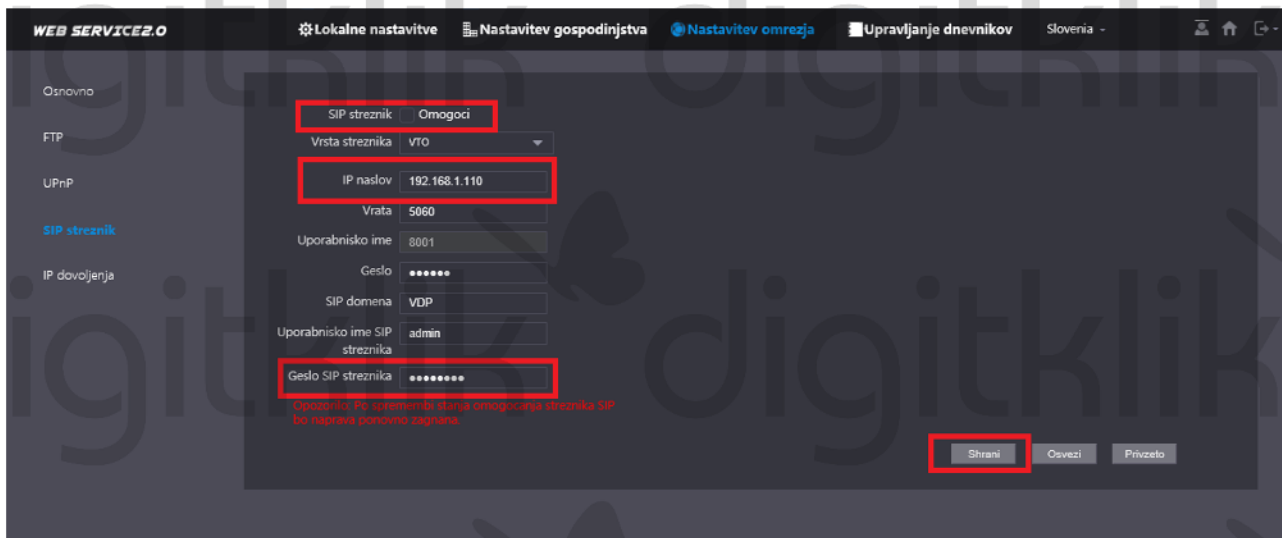 WEB SERVICE2.0
Lokalne nastavitve
Nastavitev gospodinjstva
Nastavitev omrezja
Upravljanje dnevnikov
Slovenia
Osnovno
FTP
UPnP
SIP streznik
IP dovoljenja
SIP streznik Omogoci
Vrsta streznika VTO
IP naslov 192.168.1.110
Vrata 5060
Uporabnisko ime 8001
Geslo ••••••
SIP domena VDP
Uporabnisko ime SIP
streznika admin
Geslo SIP streznika ••••••••
Opozorilo: Po spremembi stanja omogocanja streznika SIP
bo naprava ponovno zagnana.
Shrani
Osvezi
Privzeto
digitklik
digitklik